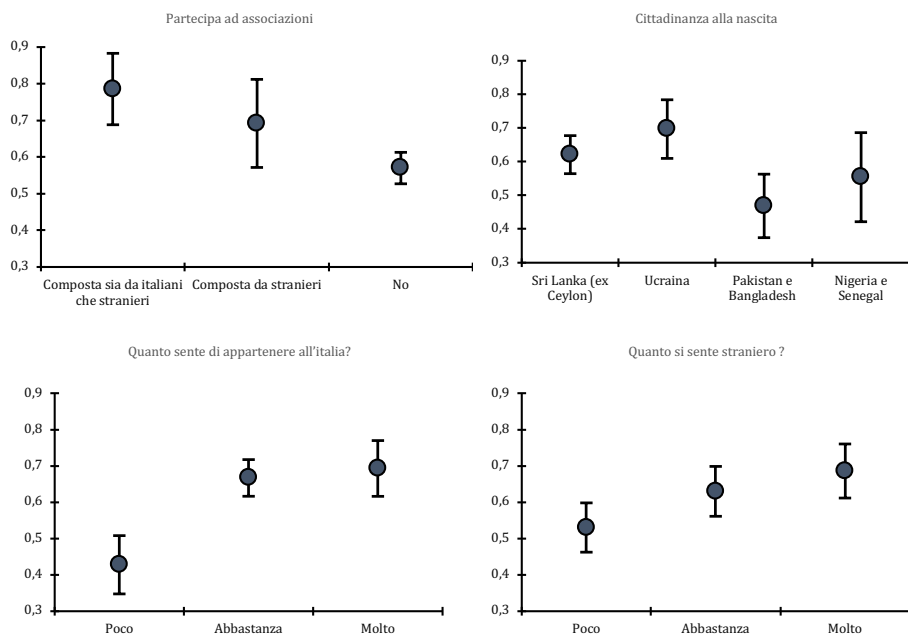 Partecipa ad associazioni
0,9
0,8
0,7
0,6
0,5
0,4
0,3
Composta sia da italiani
che stranieri
Composta da stranieri
No
Cittadinanza alla nascita
0,9
0,8
0,7
0,6
0,5
0,4
0,3
Sri Lanka (ex
Ceylon)
Ucraina
Pakistan e
Bangladesh
Nigeria e
Senegal
Quanto sente di appartenere all'italia?
0,9
0,8
0,7
0,6
0,5
0,4
0,3
Poco
Abbastanza
Molto
Quanto si sente straniero ?
0,9
0,8
0,7
0,6
0,5
0,4
0,3
Poco
Abbastanza
Molto